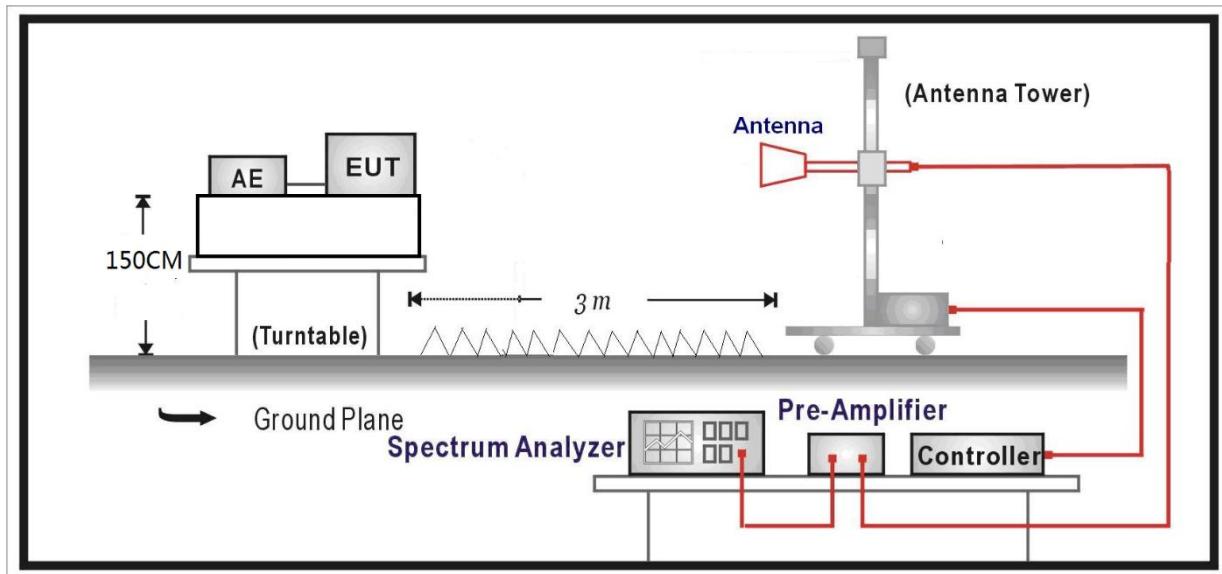 (Antenna Tower)
Antenna
EUT
AE
150CM
3 m
(Turntable)
Ground Plane
Pre-Amplifier
Spectrum Analyzer
Controller